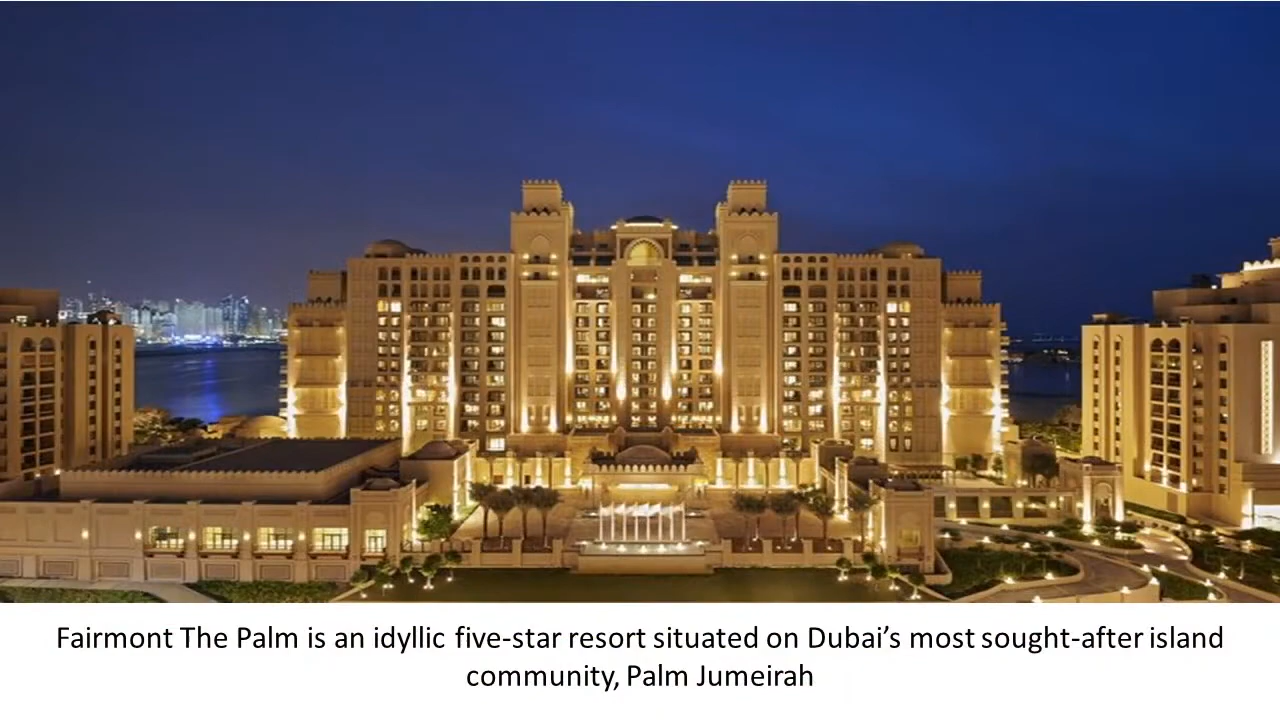 Fairmont The Palm is an idyllic five-star resort situated on Dubai’s most sought-after island
community, Palm Jumeirah